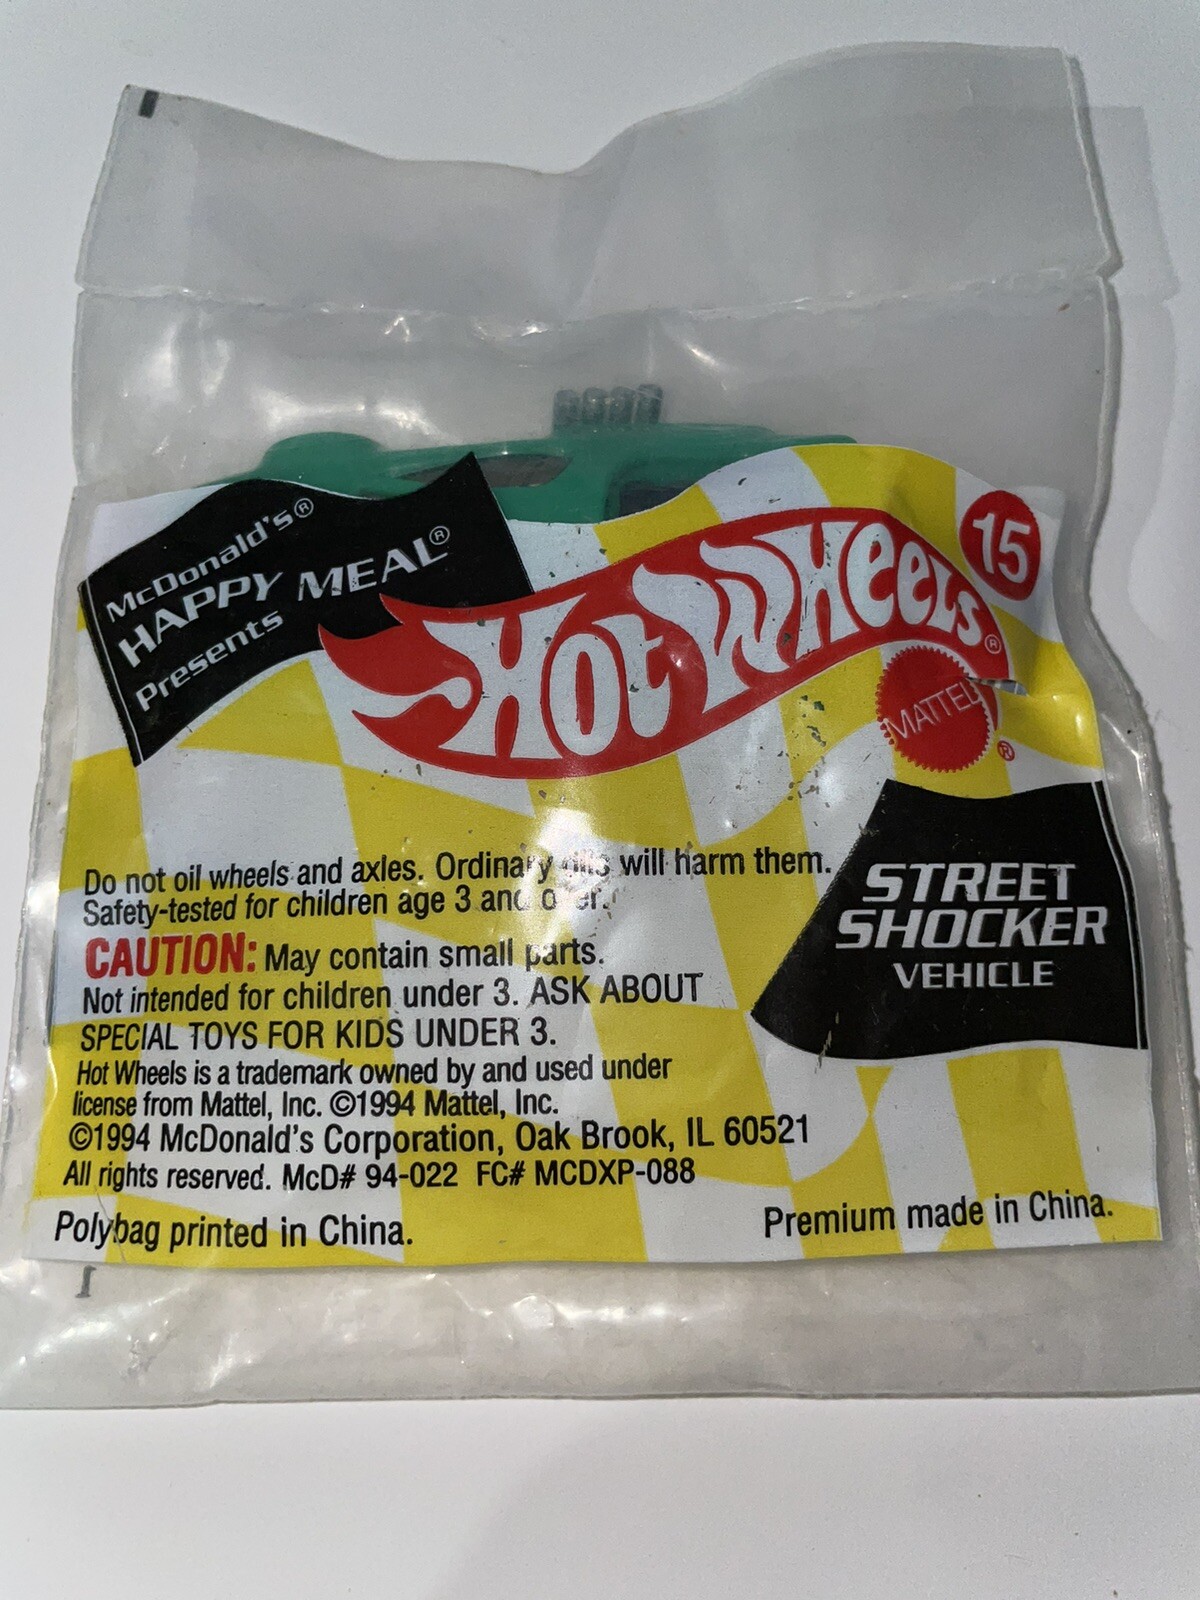 McDonald's®
HAPPY MEAL®
Presents
HOT WHEELS®
15
MATTEL®
STREET
SHOCKER
VEHICLE
Do not oil wheels and axles. Ordinary will harm them.
Safety-tested for children age 3 and over.
CAUTION: May contain small parts.
Not intended for children under 3. ASK ABOUT
SPECIAL TOYS FOR KIDS UNDER 3.
Hot Wheels is a trademark owned by and used under
license from Mattel, Inc. ©1994 Mattel, Inc.
©1994 McDonald's Corporation, Oak Brook, IL 60521
All rights reserved. McD# 94-022 FC# MCDXP-088
Polybag printed in China.
Premium made in China.